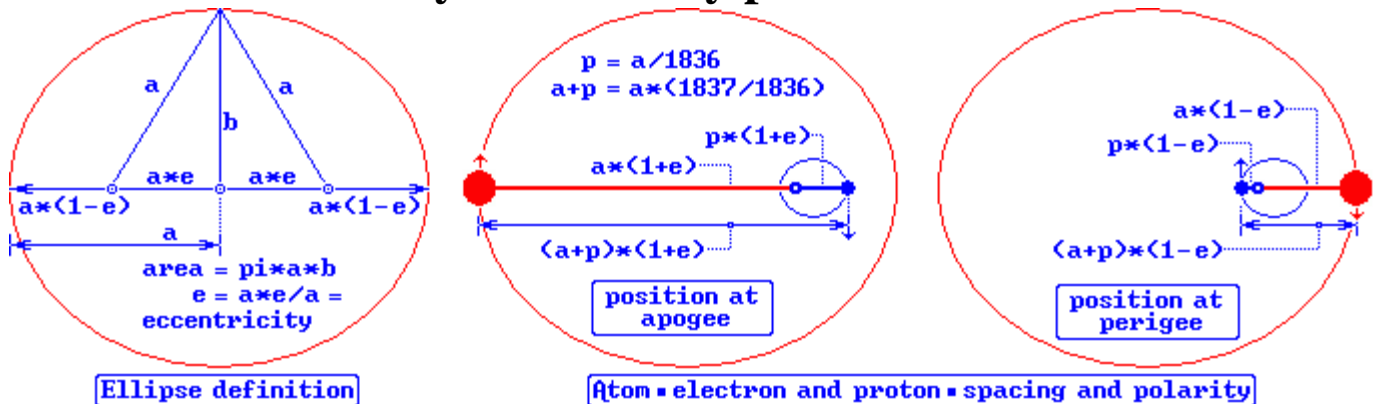 a
a
b
a*e
a*e
a*(1-e)
a*(1-e)
a
area = pi*a*b
e = a*e/a =
eccentricity
Ellipse definition
p = a/1836
a+p = a*(1837/1836)
p*(1+e)
a*(1+e)
(a+p)*(1+e)
position at
apogee
a*(1-e)
p*(1-e)
(a+p)*(1-e)
position at
perigee
Atom ▪ electron and proton ▪ spacing and polarity